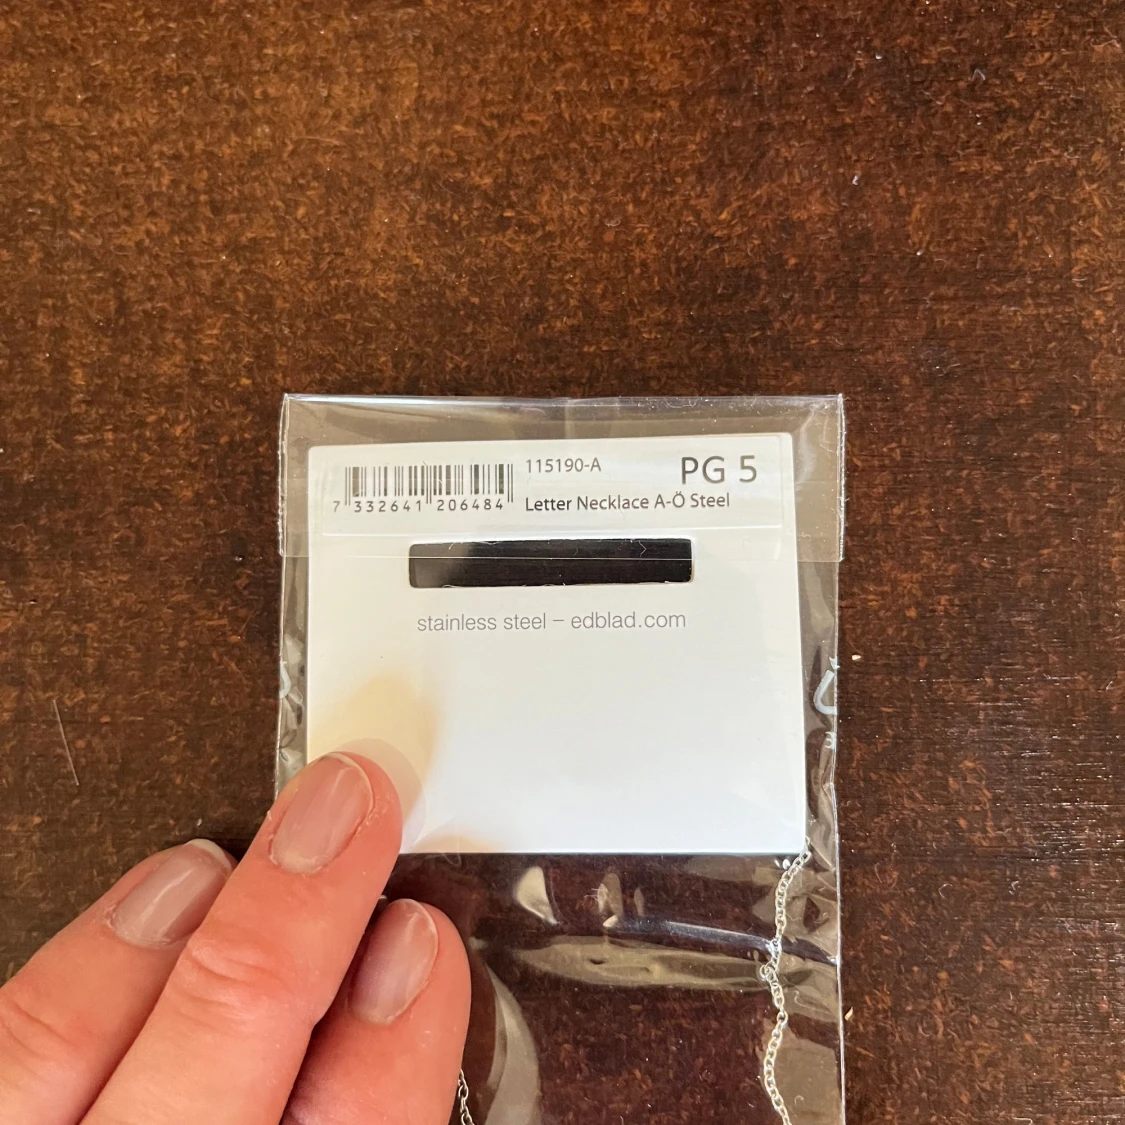 115190-A
PG 5
7 332641 206484
Letter Necklace A-Ö Steel
stainless steel – edblad.com